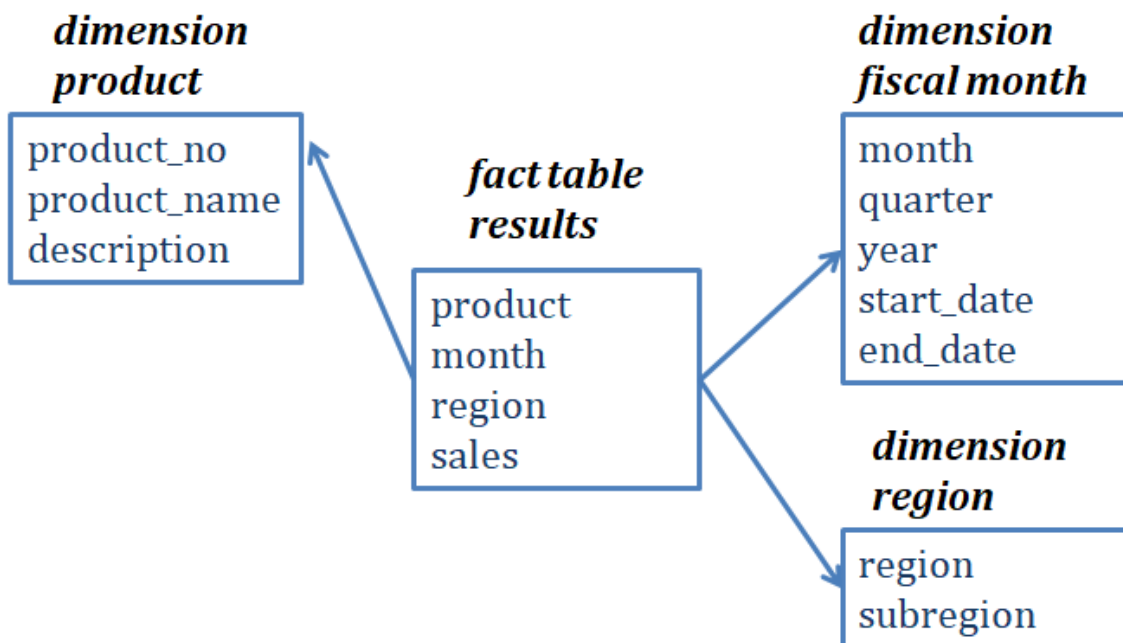 dimension
product
product_no
product_name
description
fact table
results
product
month
region
sales
dimension
fiscal month
month
quarter
year
start_date
end_date
dimension
region
region
subregion